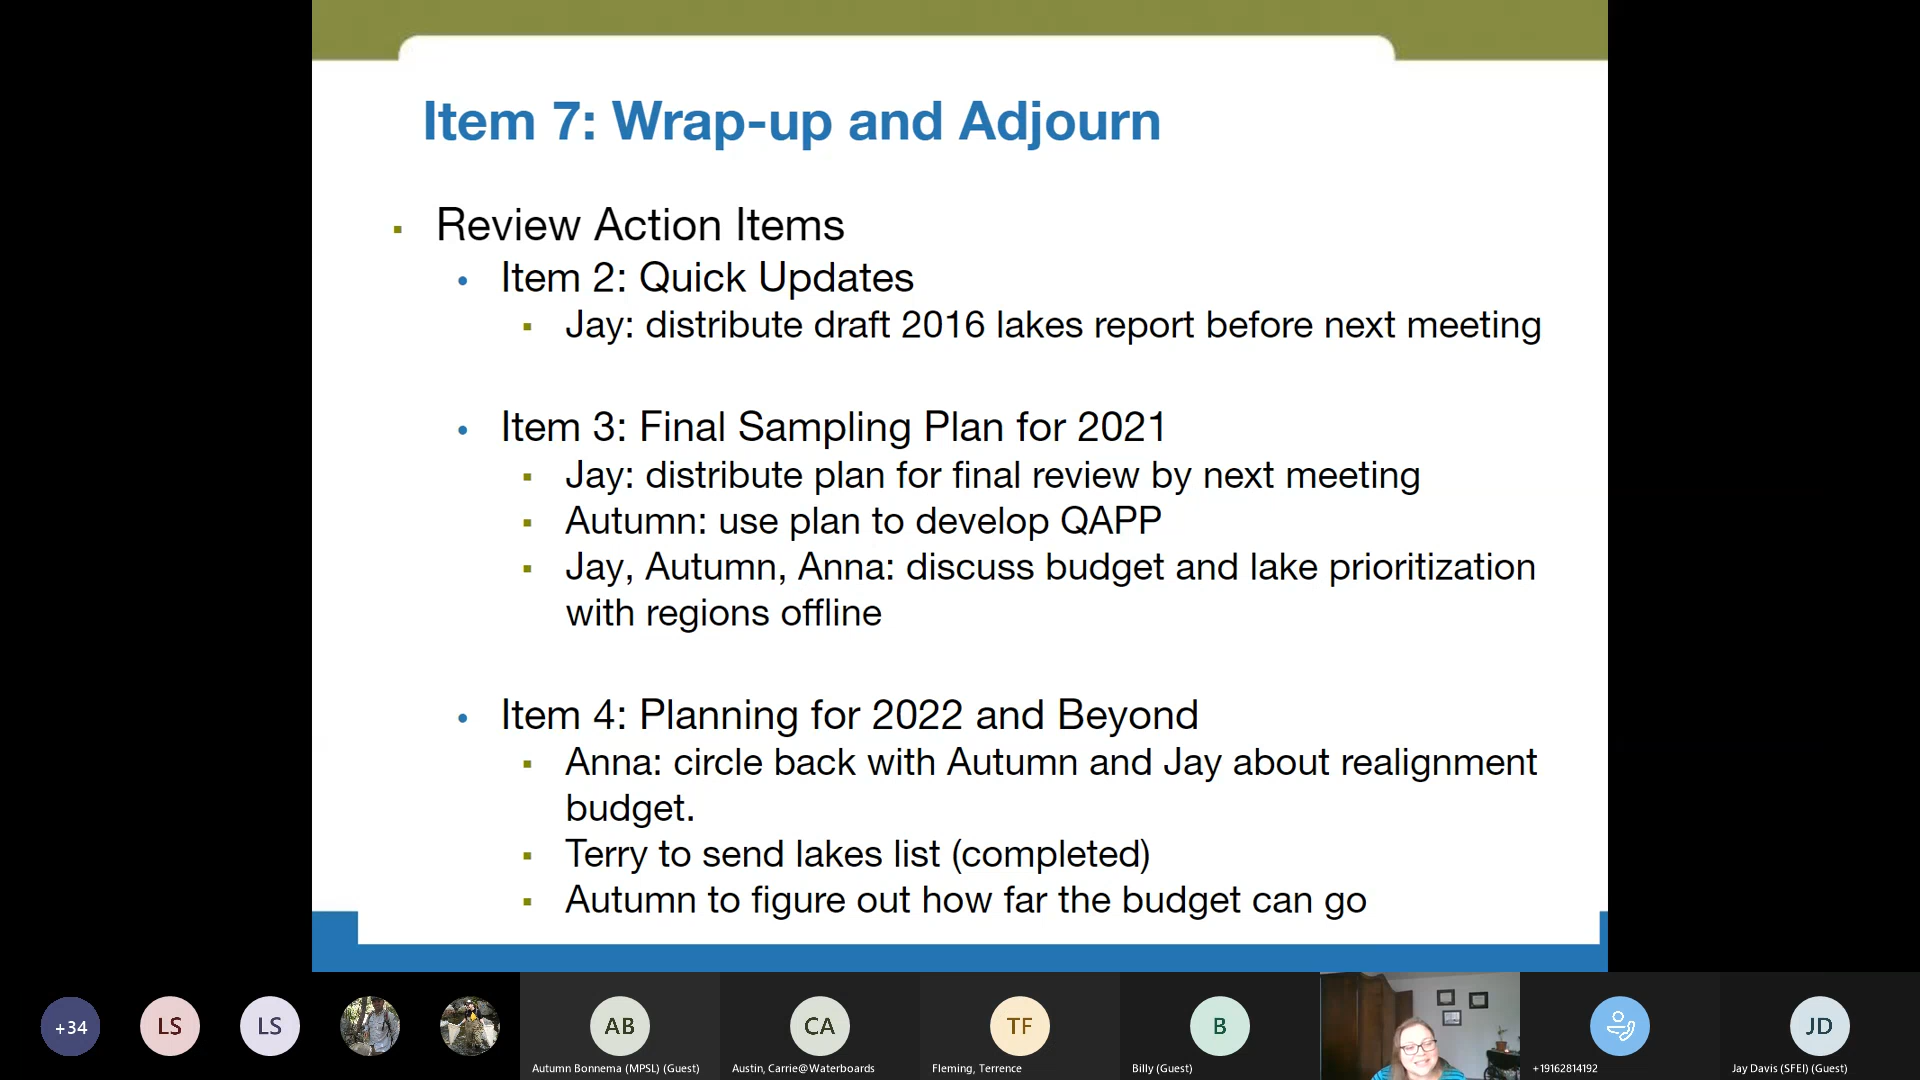 Item 7: Wrap-up and Adjourn
Review Action Items
Item 2: Quick Updates
Jay: distribute draft 2016 lakes report before next meeting
Item 3: Final Sampling Plan for 2021
Jay: distribute plan for final review by next meeting
Autumn: use plan to develop QAPP
Jay, Autumn, Anna: discuss budget and lake prioritization
with regions offline
Item 4: Planning for 2022 and Beyond
Anna: circle back with Autumn and Jay about realignment
budget.
Terry to send lakes list (completed)
Autumn to figure out how far the budget can go
+34
LS
LS
AB
CA
TF
B
JD
Autumn Bonnema (MPSL) (Guest)
Austin, Carrie@Waterboards
Fleming, Terrence
Billy (Guest)
+19162814192
Jay Davis (SFEI) (Guest)